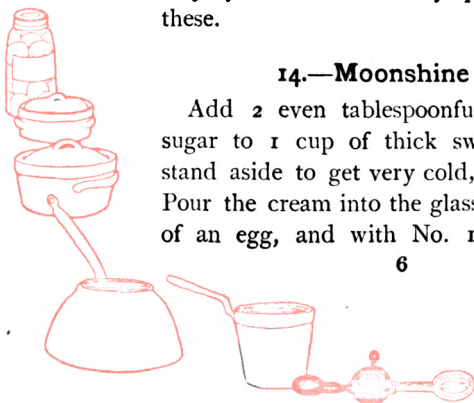 these.
14.—Moonshine
Add 2 even tablespoonfu
sugar to 1 cup of thick sw
stand aside to get very cold,
Pour the cream into the glass
of an egg, and with No. 1
6